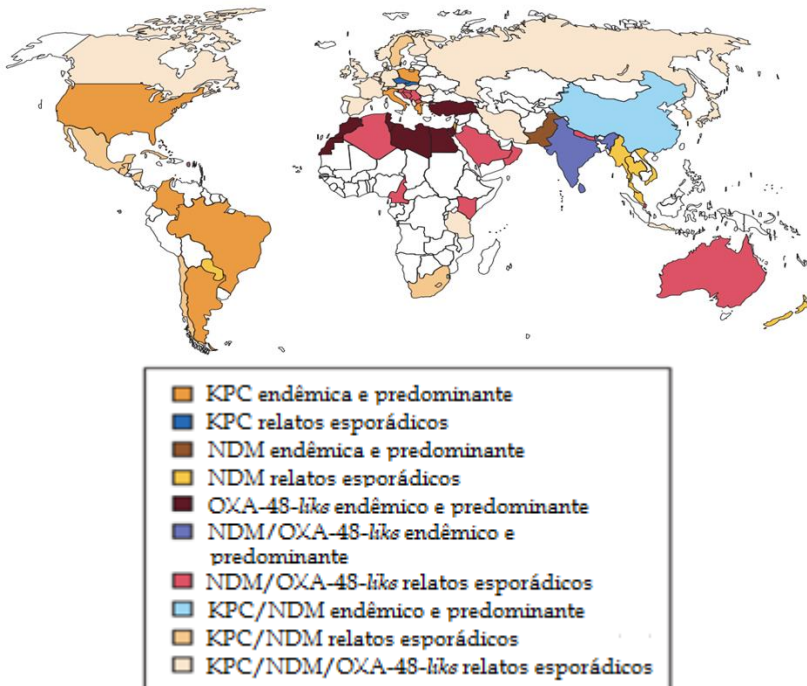 KPC endêmica e predominante
KPC relatos esporádicos
NDM endêmica e predominante
NDM relatos esporádicos
OXA-48-liks endêmico e predominante
NDM/OXA-48-liks endêmico e
predominante
NDM/OXA-48-liks relatos esporádicos
KPC/NDM endêmico e predominante
KPC/NDM relatos esporádicos
KPC/NDM/OXA-48-liks relatos esporádicos